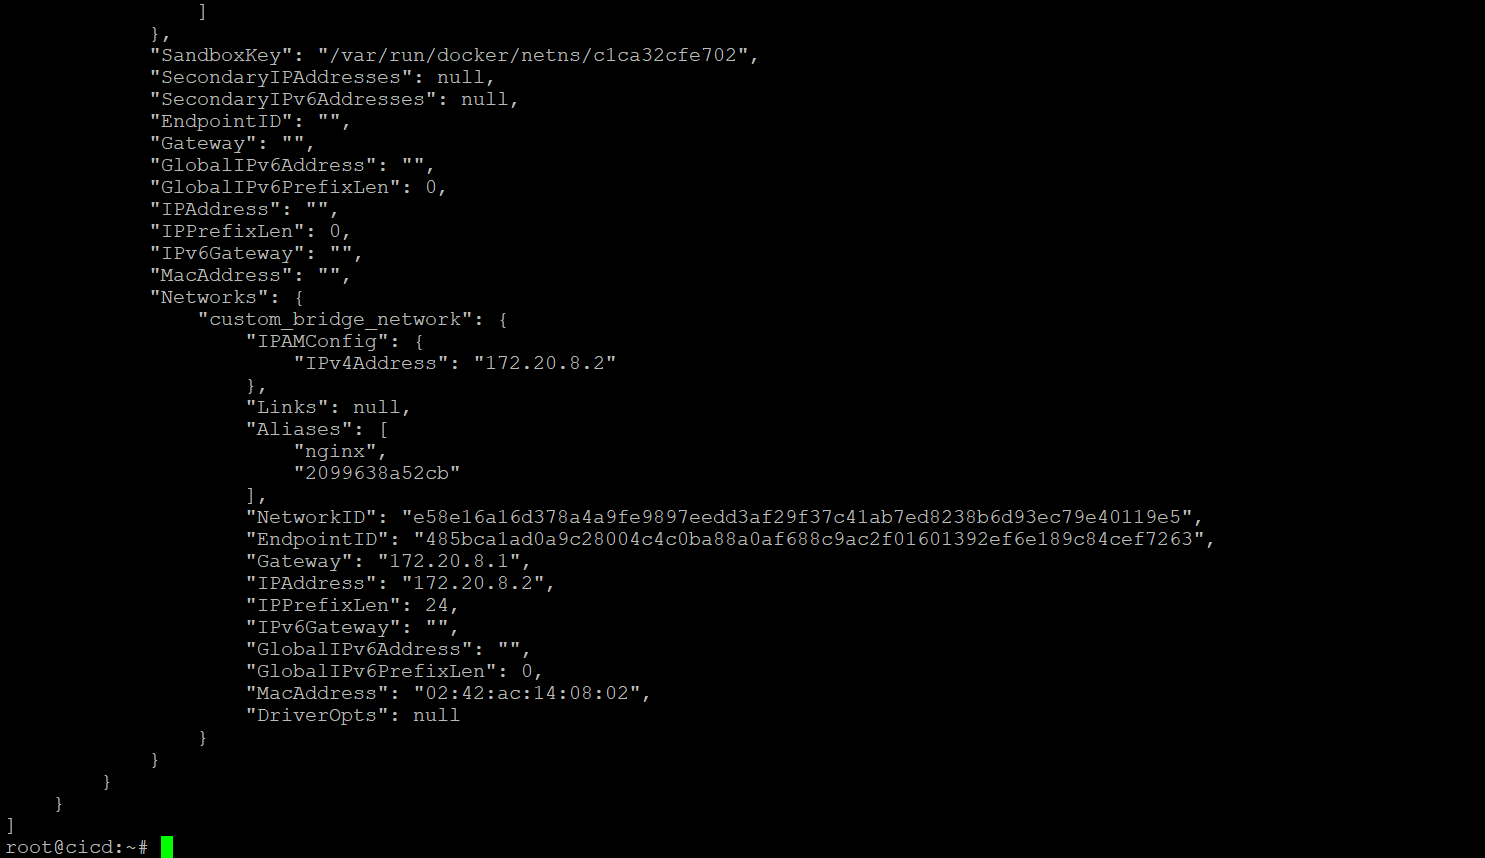 ]
},
"SandboxKey": "/var/run/docker/netns/c1ca32cfe702",
"SecondaryIPAddresses": null,
"SecondaryIPv6Addresses": null,
"EndpointID": "",
"Gateway": "",
"GlobalIPv6Address": "",
"GlobalIPv6PrefixLen": 0,
"IPAddress": "",
"IPPrefixLen": 0,
"IPv6Gateway": "",
"MacAddress": "",
"Networks": {
"custom_bridge_network": {
"IPAMConfig": {
"IPv4Address": "172.20.8.2"
},
"Links": null,
"Aliases": [
"nginx",
"2099638a52cb"
],
"NetworkID": "e58e16a16d378a4a9fe9897eedd3af29f37c41ab7ed8238b6d93ec79e40119e5",
"EndpointID": "485bca1ad0a9c28004c4c0ba88a0af688c9ac2f01601392ef6e189c84cef7263",
"Gateway": "172.20.8.1",
"IPAddress": "172.20.8.2",
"IPPrefixLen": 24,
"IPv6Gateway": "",
"GlobalIPv6Address": "",
"GlobalIPv6PrefixLen": 0,
"MacAddress": "02:42:ac:14:08:02",
"DriverOpts": null
}
}
}
}
]
root@cicd:~#